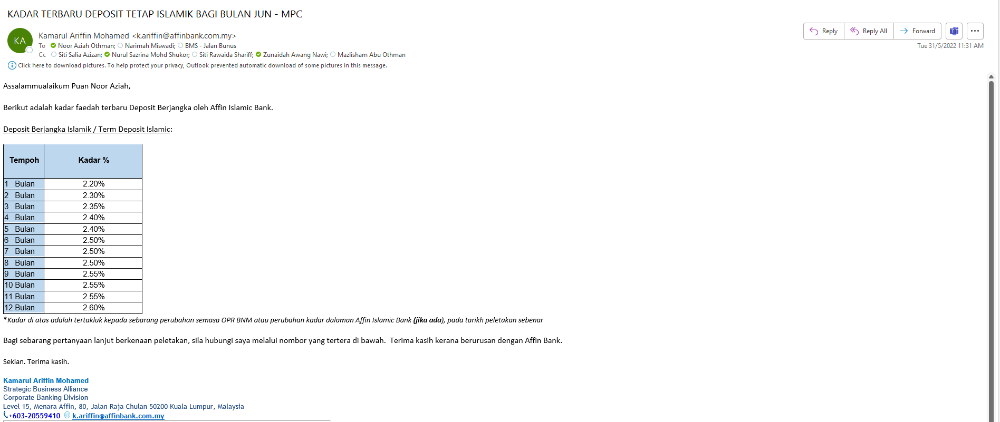 KADAR TERBARU DEPOSIT TETAP ISLAMIK BAGI BULAN JUN - MPC
KA
Kamarul Ariffin Mohamed <k.ariffin@affinbank.com.my>
To Noor Aziah Othman; Narimah Miswadi; BMS - Jalan Bunus
Cc Siti Salia Azizan; Nurul Sazrina Mohd Shukor; Siti Rawaida Shariff; Zunaidah Awang Nawi; Mazlisham Abu Othman
Reply Reply All Forward
Tue 31/5/2022 11:31 AM
Click here to download pictures. To help protect your privacy, Outlook prevented automatic download of some pictures in this message.
Assalammualaikum Puan Noor Aziah,
Berikut adalah kadar faedah terbaru Deposit Berjangka oleh Affin Islamic Bank.
Deposit Berjangka Islamik / Term Deposit Islamic:
Tempoh Kadar %
1 Bulan 2.20%
2 Bulan 2.30%
3 Bulan 2.35%
4 Bulan 2.40%
5 Bulan 2.40%
6 Bulan 2.50%
7 Bulan 2.50%
8 Bulan 2.50%
9 Bulan 2.55%
10 Bulan 2.55%
11 Bulan 2.55%
12 Bulan 2.60%
*Kadar di atas adalah tertakluk kepada sebarang perubahan semasa OPR BNM atau perubahan kadar dalaman Affin Islamic Bank (jika ada), pada tarikh peletakan sebenar
Bagi sebarang pertanyaan lanjut berkenaan peletakan, sila hubungi saya melalui nombor yang tertera di bawah. Terima kasih kerana berurusan dengan Affin Bank.
Sekian. Terima kasih.
Kamarul Ariffin Mohamed
Strategic Business Alliance
Corporate Banking Division
Level 15, Menara Affin, 80, Jalan Raja Chulan 50200 Kuala Lumpur, Malaysia
+603-20559410 k.ariffin@affinbank.com.my